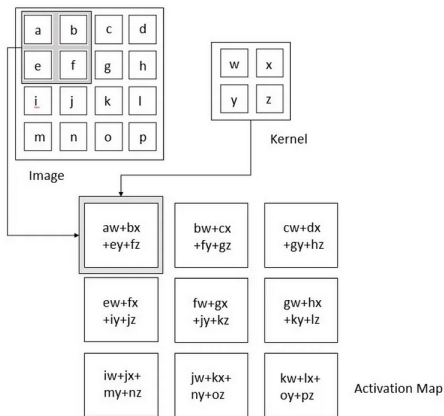 a b c d
e f g h
i j k l
m n o p
Image
w x
y z
Kernel
aw+bx
+ey+fz
bw+cx
+fy+gz
cw+dx
+gy+hz
ew+fx
+iy+jz
fw+gx
+jy+kz
gw+hx
+ky+lz
iw+jx+
my+nz
jw+kx+
ny+oz
kw+lx+
oy+pz
Activation Map